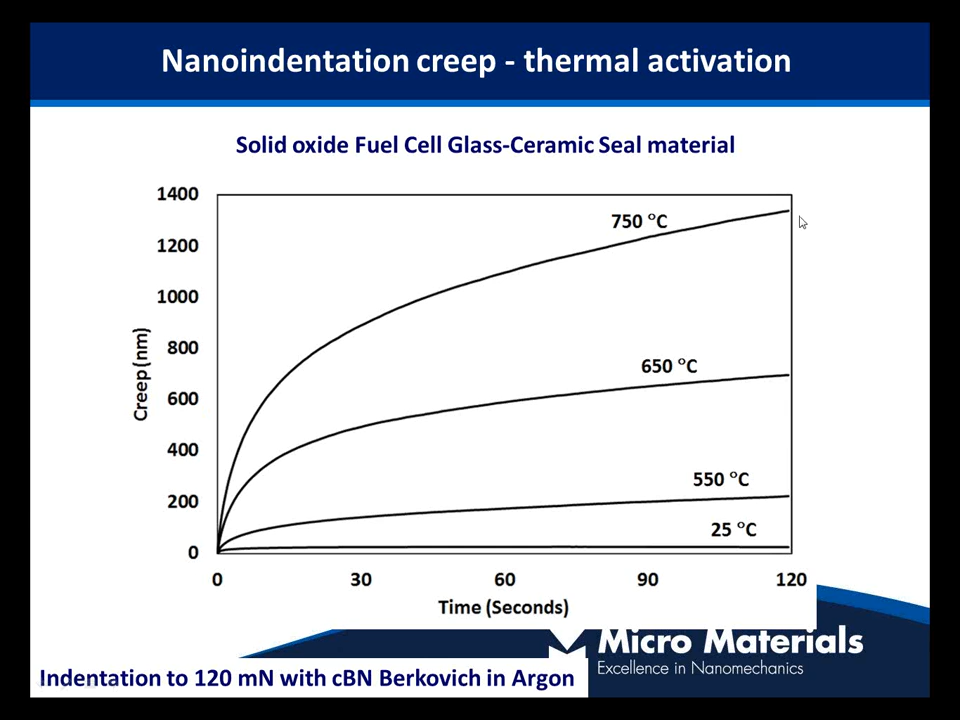 Nanoindentation creep - thermal activation
Solid oxide Fuel Cell Glass-Ceramic Seal material
1400
1200
1000
800
600
400
200
0
Creep (nm)
750 °C
650 °C
550 °C
25 °C
0 30 60 90 120
Time (Seconds)
Micro Materials
Excellence in Nanomechanics
Indentation to 120 mN with cBN Berkovich in Argon